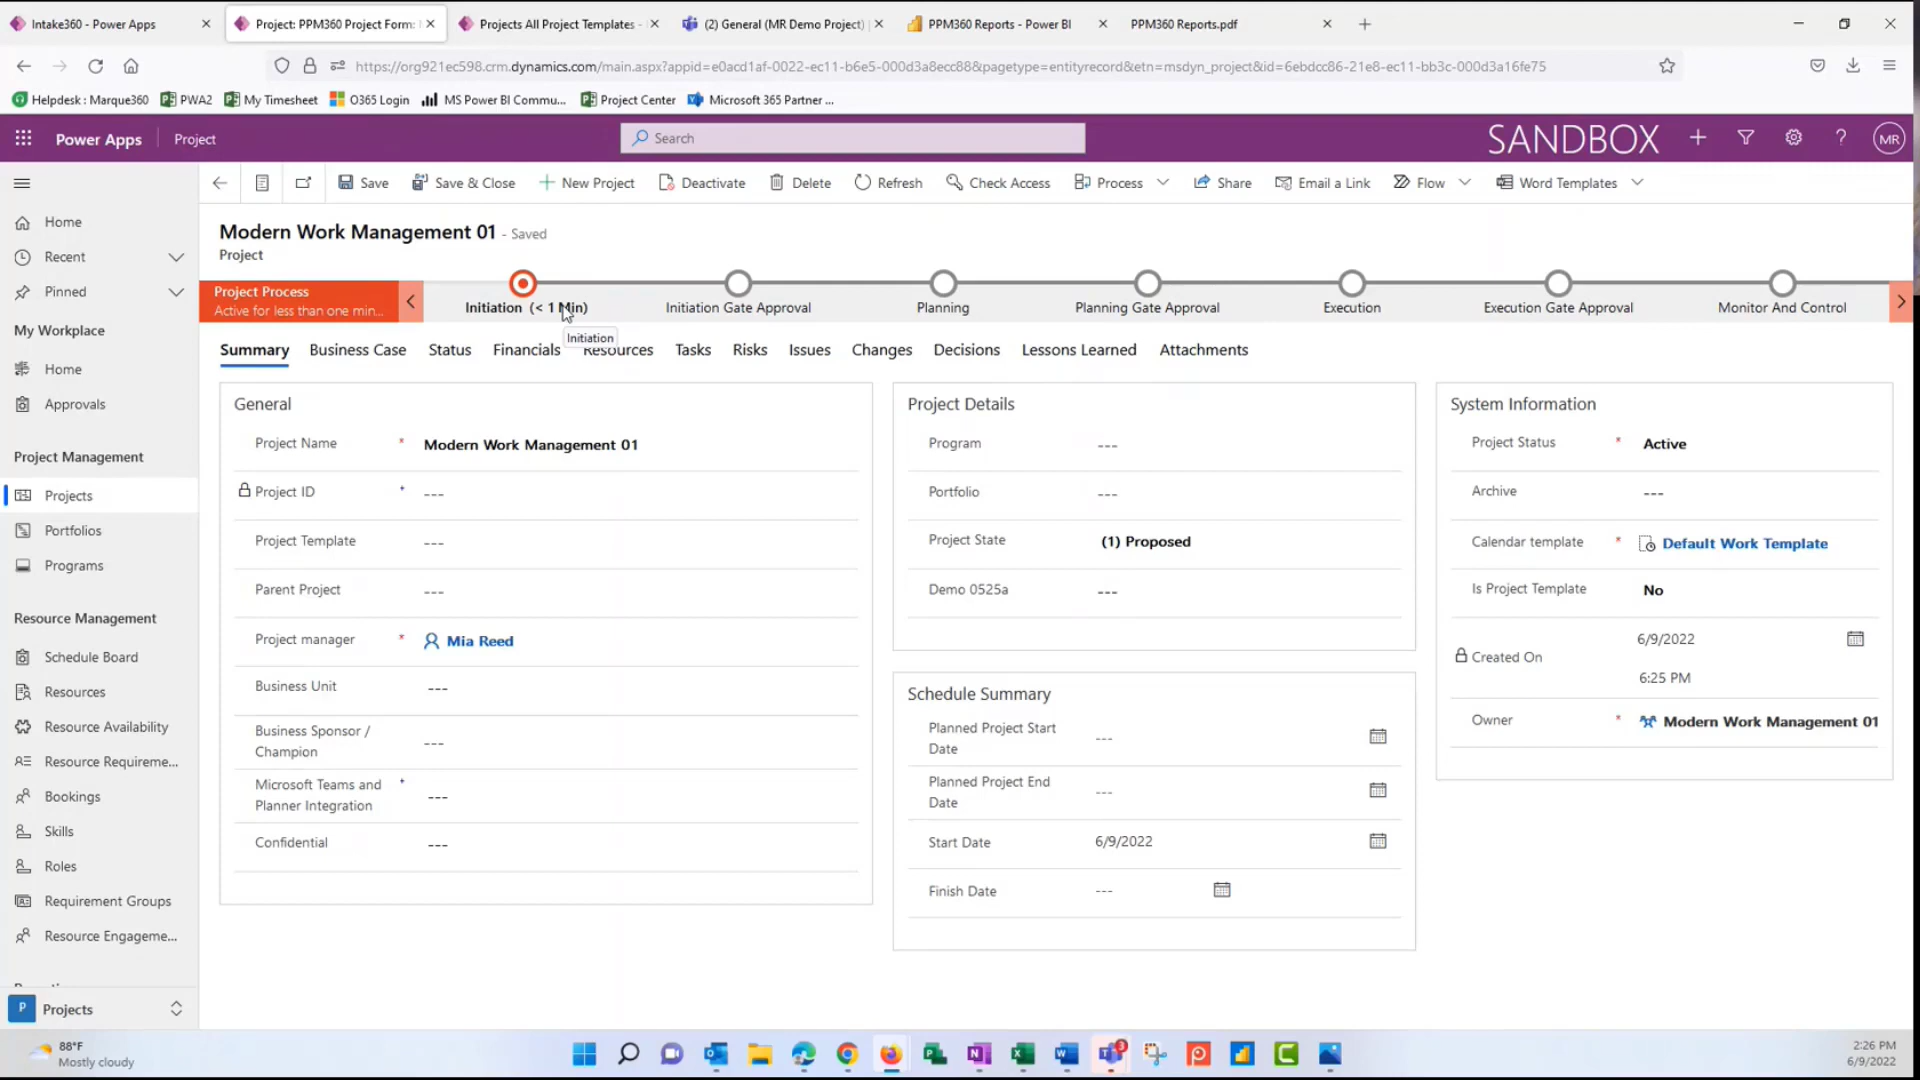 Intake360 - Power Apps
Project: PPM360 Project Form:
Projects All Project Templates -
(2) General (MR Demo Project) |
PPM360 Reports - Power BI
PPM360 Reports.pdf
https://org921ec598.crm.dynamics.com/main.aspx?appid=e0acd1af-0022-ec11-b6e5-000d3a8ecc88&pagetype=entityrecord&etn=msdyn_project&id=6ebdcc86-21e8-ec11-bb3c-000d3a16fe75
Helpdesk : Marque360
PWA2
My Timesheet
O365 Login
MS Power BI Commu...
Project Center
Microsoft 365 Partner ...
Power Apps
Project
Search
SANDBOX
MR
Save
Save & Close
New Project
Deactivate
Delete
Refresh
Check Access
Process
Share
Email a Link
Flow
Word Templates
Home
Recent
Pinned
My Workplace
Home
Approvals
Project Management
Projects
Portfolios
Programs
Resource Management
Schedule Board
Resources
Resource Availability
Resource Requireme...
Bookings
Skills
Roles
Requirement Groups
Resource Engageme...
P
Projects
Modern Work Management 01 - Saved
Project
Project Process
Active for less than one min...
Initiation (< 1 Min)
Initiation Gate Approval
Planning
Planning Gate Approval
Execution
Execution Gate Approval
Monitor And Control
Initiation
Summary
Business Case
Status
Financials
Resources
Tasks
Risks
Issues
Changes
Decisions
Lessons Learned
Attachments
General
Project Name * Modern Work Management 01
Project ID + ---
Project Template ---
Parent Project ---
Project manager * Mia Reed
Business Unit ---
Business Sponsor /
Champion ---
Microsoft Teams and
Planner Integration + ---
Confidential ---
Project Details
Program ---
Portfolio ---
Project State (1) Proposed
Demo 0525a ---
Schedule Summary
Planned Project Start
Date ---
Planned Project End
Date ---
Start Date 6/9/2022
Finish Date ---
System Information
Project Status * Active
Archive ---
Calendar template * Default Work Template
Is Project Template No
Created On 6/9/2022
6:25 PM
Owner * Modern Work Management 01
88°F
Mostly cloudy
3
2:26 PM
6/9/2022